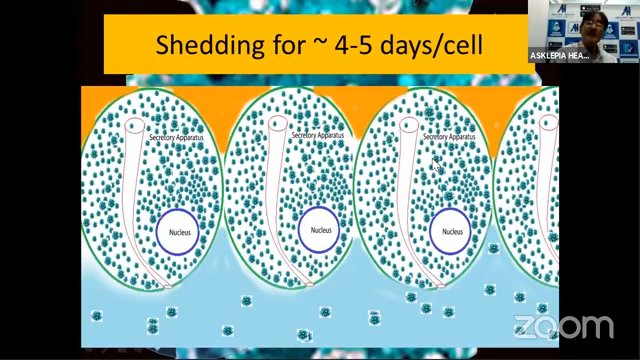 Shedding for ~ 4-5 days/cell
ASKLEPIA HEA...
Secretory Apparatus
Secretory Apparatus
Secretory Apparatus
Nucleus
Nucleus
Nucleus
zoom